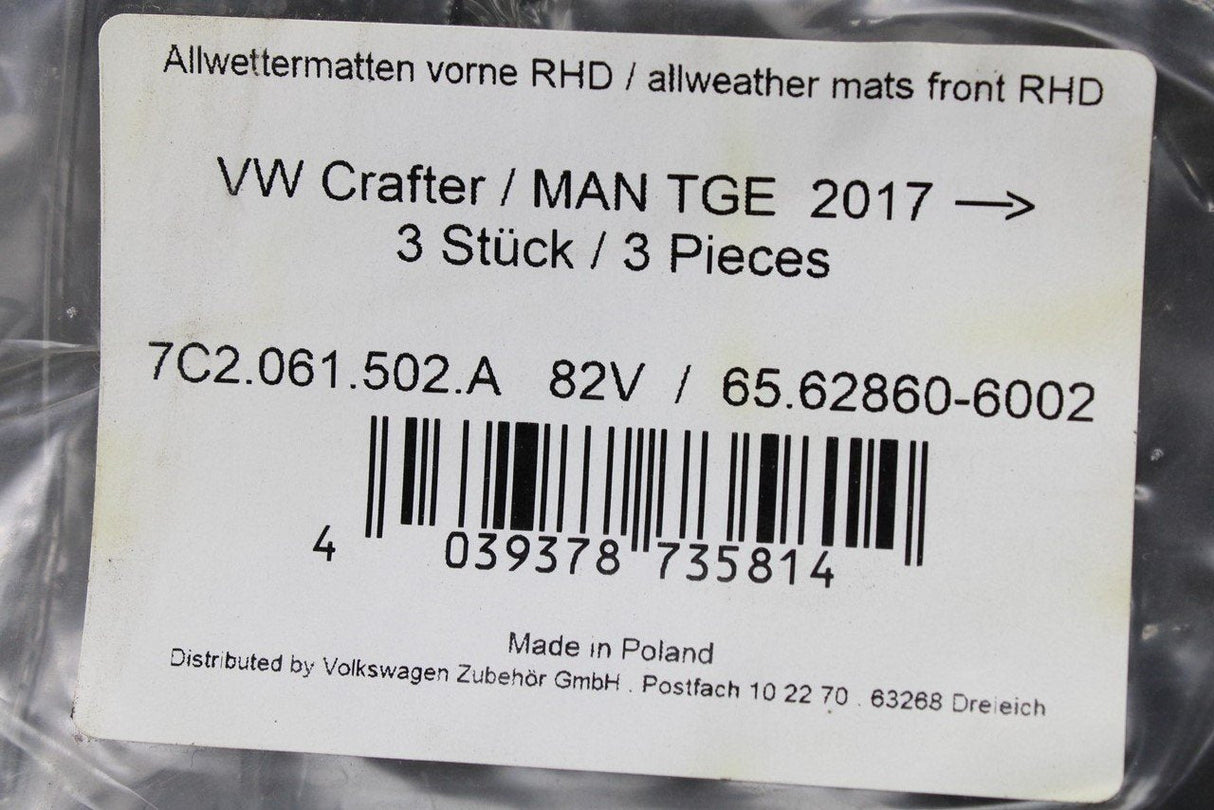 Allwettermatten vorne RHD / allweather mats front RHD
VW Crafter / MAN TGE 2017 →
3 Stück / 3 Pieces
7C2.061.502.A 82V / 65.62860-6002
4 039378 735814
Made in Poland
Distributed by Volkswagen Zubehör GmbH . Postfach 10 22 70 . 63268 Dreieich